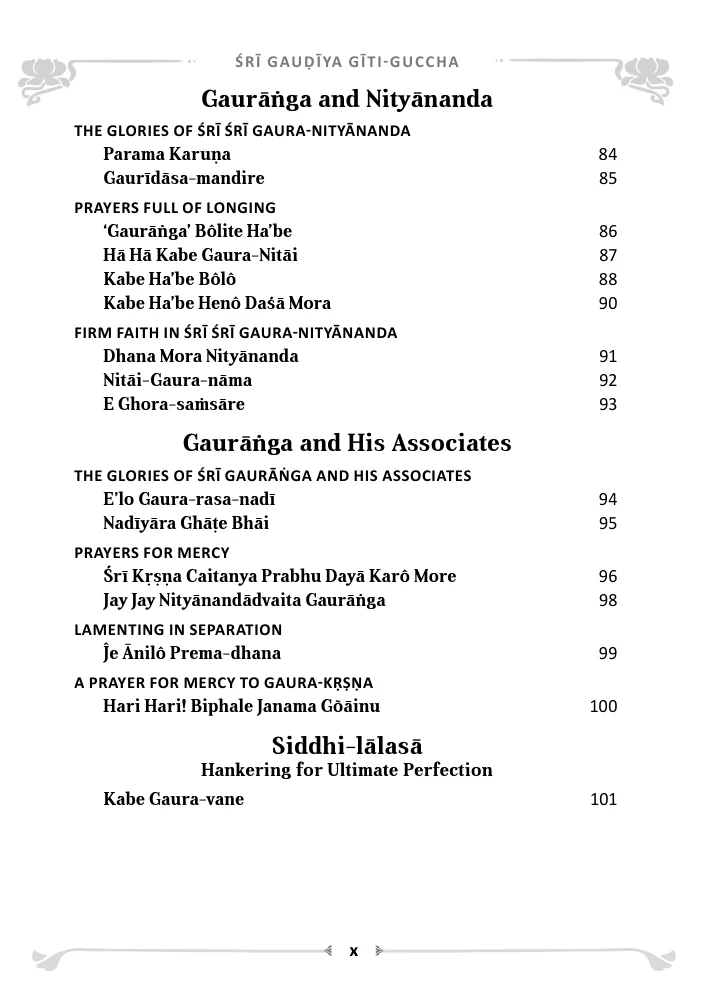 ŚRĪ GAUḌĪYA GĪTI-GUCCHA
Gaurāṅga and Nityānanda
THE GLORIES OF ŚRĪ ŚRĪ GAURA-NITYĀNANDA
Parama Karuṇa 84
Gaurīdāsa-mandire 85
PRAYERS FULL OF LONGING
‘Gaurāṅga’ Bôlite Ha’be 86
Hā Hā Kabe Gaura-Nitāi 87
Kabe Ha’be Bôlô 88
Kabe Ha’be Henô Daśā Mora 90
FIRM FAITH IN ŚRĪ ŚRĪ GAURA-NITYĀNANDA
Dhana Mora Nityānanda 91
Nitāi-Gaura-nāma 92
E Ghora-saṁsāre 93
Gaurāṅga and His Associates
THE GLORIES OF ŚRĪ GAURĀṄGA AND HIS ASSOCIATES
E’lo Gaura-rasa-nadī 94
Nadīyāra Ghāṭe Bhāi 95
PRAYERS FOR MERCY
Śrī Kṛṣṇa Caitanya Prabhu Dayā Karô More 96
Jay Jay Nityānandādvaita Gaurāṅga 98
LAMENTING IN SEPARATION
Ĵe Ānilô Prema-dhana 99
A PRAYER FOR MERCY TO GAURA-KṚṢṆA
Hari Hari! Biphale Janama Gõāinu 100
Siddhi-lālasā
Hankering for Ultimate Perfection
Kabe Gaura-vane 101
x